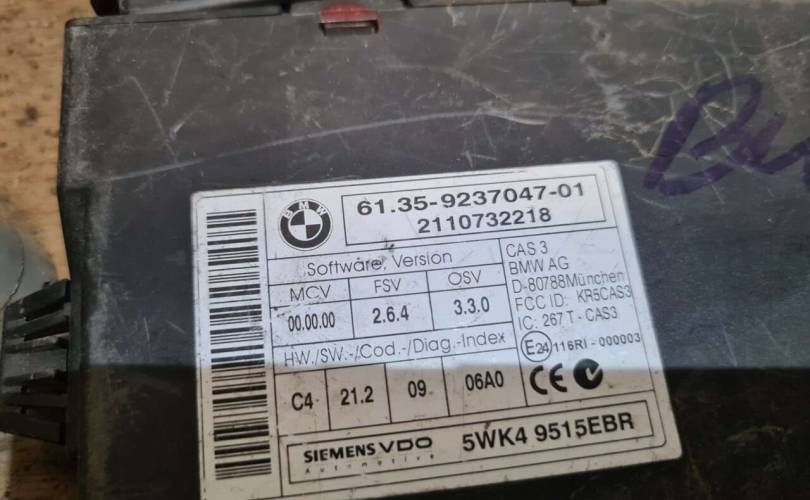 BMW
61.35-9237047-01
2110732218
Software, Version
MCV FSV OSV
00.00.00 2.6.4 3.3.0
HW./SW.-/Cod.-/Diag.-Index
C4 21.2 09 06A0
CAS 3
BMW AG
D-80788München
FCC ID: KR5CAS3
IC: 267 T - CAS3
E24 116RI - 000003
CE
SIEMENS VDO
Automotive
5WK4 9515EBR